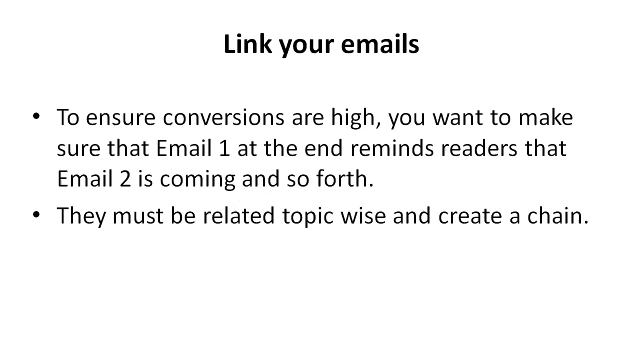 Link your emails
• To ensure conversions are high, you want to make
sure that Email 1 at the end reminds readers that
Email 2 is coming and so forth.
• They must be related topic wise and create a chain.